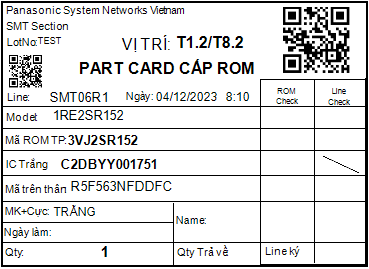 Panasonic System Networks Vietnam
SMT Section
LotNo:TEST
VỊ TRÍ: T1.2/T8.2
PART CARD CẤP ROM
Line: SMT06R1 Ngày: 04/12/2023 8:10
ROM Check
Line Check
Model: 1RE2SR152
Mã ROM TP:3VJ2SR152
IC Trắng C2DBYY001751
Mã trên thân R5F563NFDDFC
MK+Cực: TRẮNG
Name:
Ngày làm:
Qty: 1 Qty Trả về: Line ký